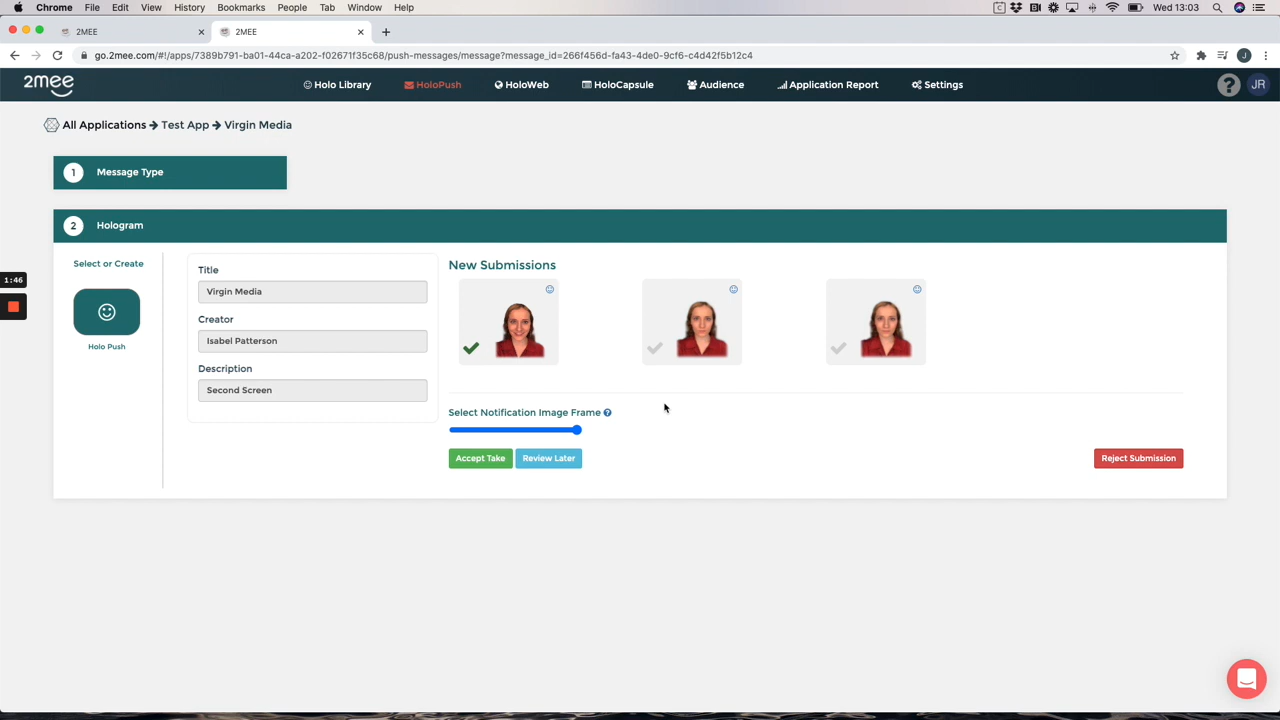 Chrome File Edit View History Bookmarks People Tab Window Help Wed 13:03
2MEE 2MEE
go.2mee.com/#!/apps/7389b791-ba01-44ca-a202-f02671f35c68/push-messages/message?message_id=266f456d-fa43-4de0-9cf6-c4d42f5b12c4 J
2mee Holo Library HoloPush HoloWeb HoloCapsule Audience Application Report Settings ? JR
All Applications → Test App → Virgin Media
1 Message Type
2 Hologram
Select or Create
Holo Push
Title
Virgin Media
Creator
Isabel Patterson
Description
Second Screen
New Submissions
Select Notification Image Frame ?
Accept Take Review Later Reject Submission
1:46